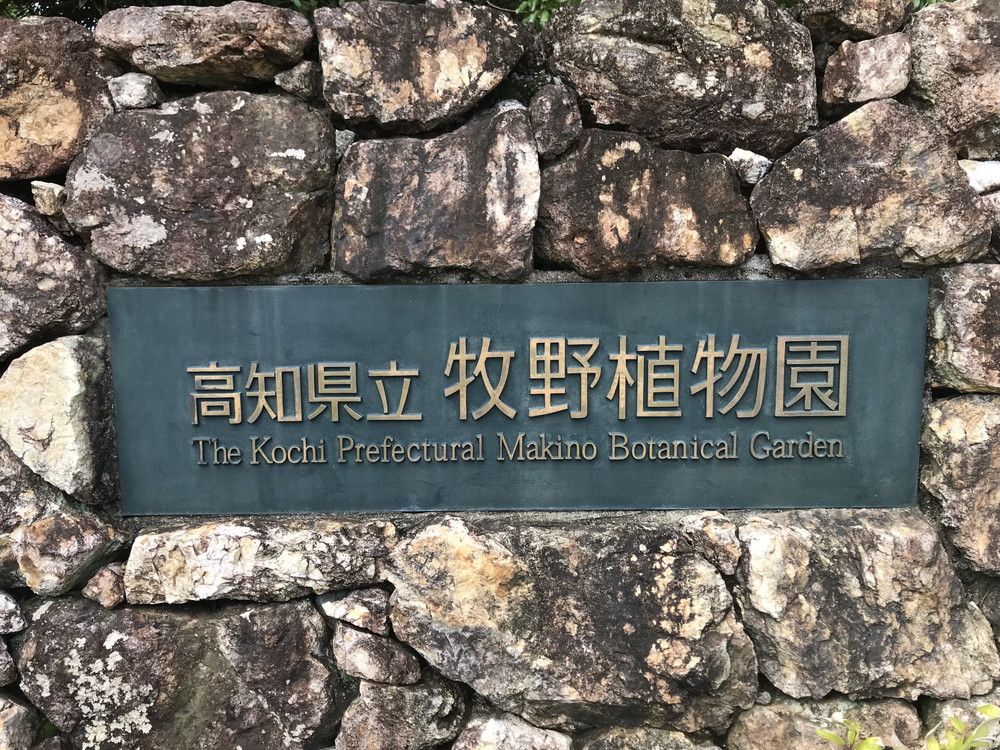 高知県立 牧野植物園
The Kochi Prefectural Makino Botanical Garden